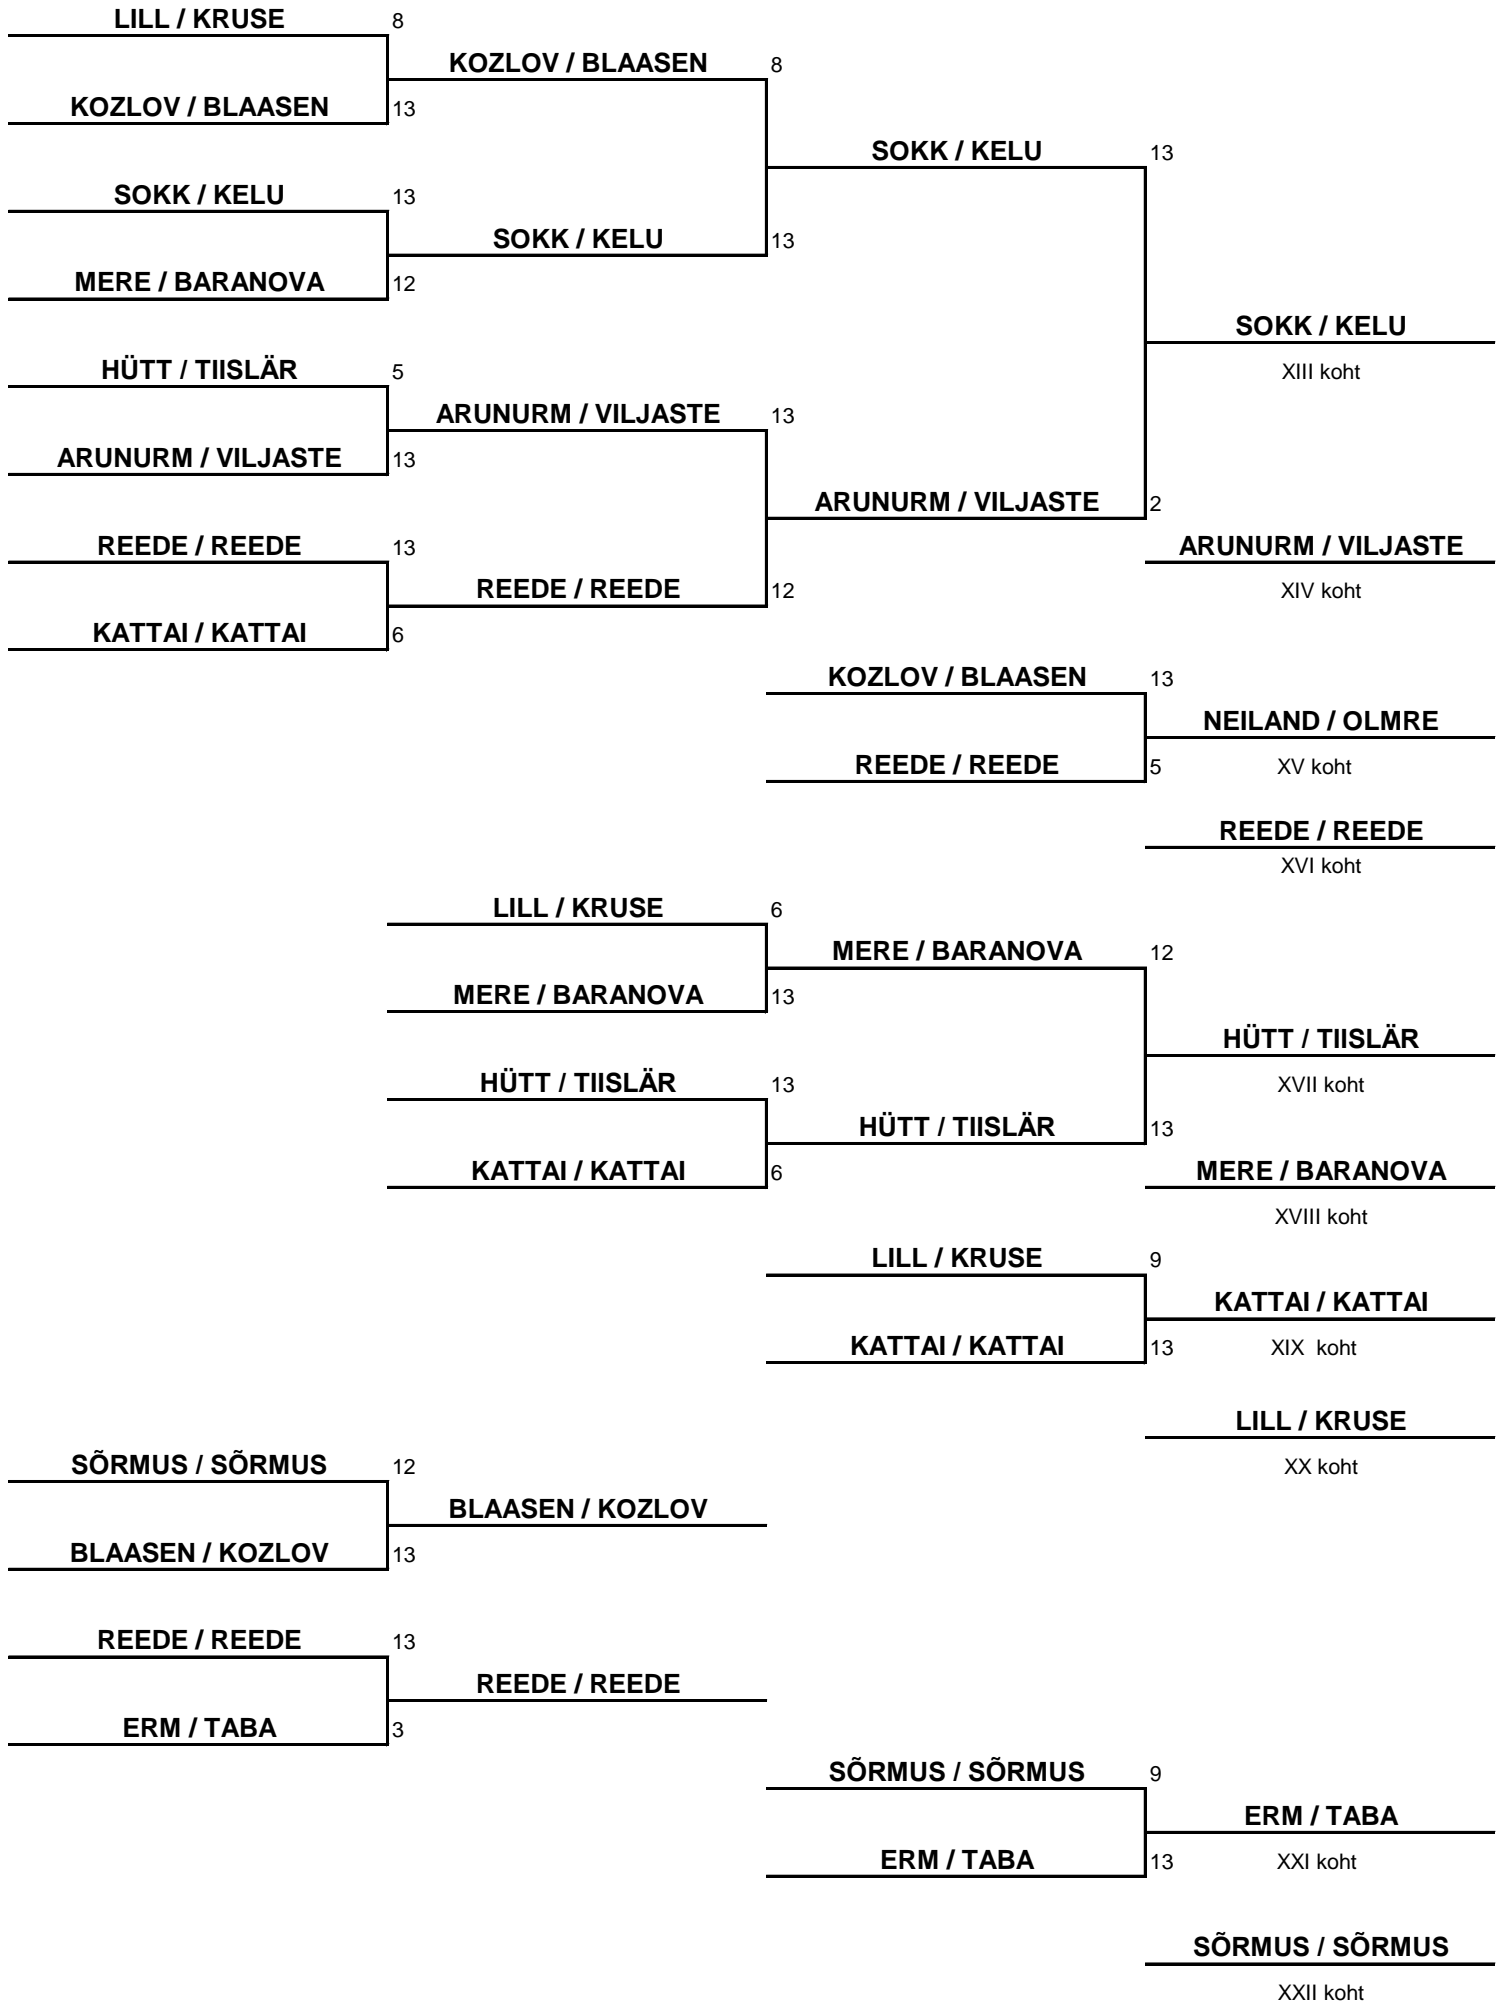 LILL / KRUSE 8
KOZLOV / BLAASEN 8
KOZLOV / BLAASEN 13
SOKK / KELU 13
SOKK / KELU 13
SOKK / KELU 13
MERE / BARANOVA 12
SOKK / KELU
HÜTT / TIISLÄR 5
XIII koht
ARUNURM / VILJASTE 13
ARUNURM / VILJASTE 13
ARUNURM / VILJASTE 2
REEDE / REEDE 13
ARUNURM / VILJASTE
REEDE / REEDE 12
XIV koht
KATTAI / KATTAI 6
KOZLOV / BLAASEN 13
NEILAND / OLMRE
REEDE / REEDE 5
XV koht
REEDE / REEDE
XVI koht
LILL / KRUSE 6
MERE / BARANOVA 12
MERE / BARANOVA 13
HÜTT / TIISLÄR
HÜTT / TIISLÄR 13
XVII koht
HÜTT / TIISLÄR 13
KATTAI / KATTAI 6
MERE / BARANOVA
XVIII koht
LILL / KRUSE 9
KATTAI / KATTAI
KATTAI / KATTAI 13
XIX koht
LILL / KRUSE
SÕRMUS / SÕRMUS 12
XX koht
BLAASEN / KOZLOV
BLAASEN / KOZLOV 13
REEDE / REEDE 13
REEDE / REEDE
ERM / TABA 3
SÕRMUS / SÕRMUS 9
ERM / TABA
ERM / TABA 13
XXI koht
SÕRMUS / SÕRMUS
XXII koht